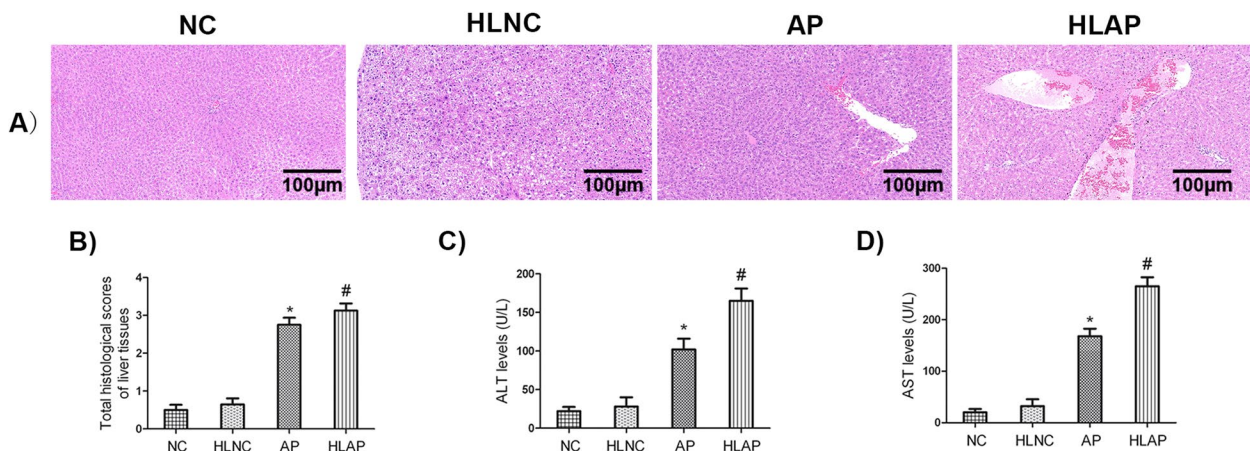 NC HLNC AP HLAP
A)
100μm 100μm 100μm 100μm
B) C) D)
Total histological scores
of liver tissues
4
3
2
1
0
*
#
NC HLNC AP HLAP
ALT levels (U/L)
200
150
100
50
0
*
#
NC HLNC AP HLAP
AST levels (U/L)
300
200
100
0
*
#
NC HLNC AP HLAP